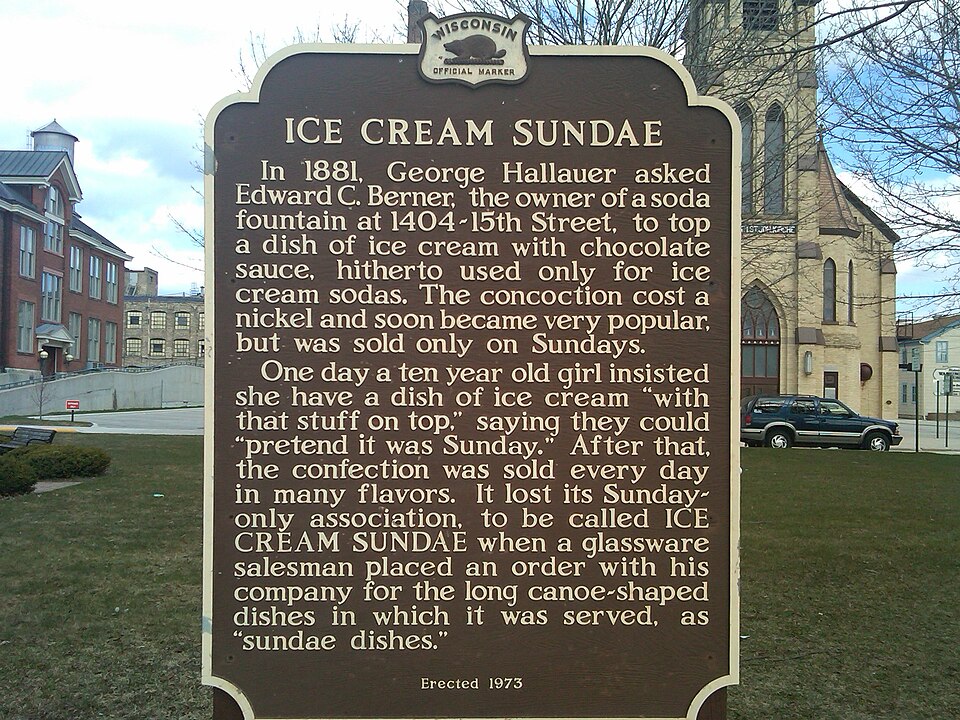 WISCONSIN
OFFICIAL MARKER
ICE CREAM SUNDAE
In 1881, George Hallauer asked
Edward C. Berner, the owner of a soda
fountain at 1404-15th Street, to top
a dish of ice cream with chocolate
sauce, hitherto used only for ice
cream sodas. The concoction cost a
nickel and soon became very popular,
but was sold only on Sundays.
One day a ten year old girl insisted
she have a dish of ice cream "with
that stuff on top," saying they could
"pretend it was Sunday." After that,
the confection was sold every day
in many flavors. It lost its Sunday-
only association, to be called ICE
CREAM SUNDAE when a glassware
salesman placed an order with his
company for the long canoe-shaped
dishes in which it was served, as
"sundae dishes."
Erected 1973